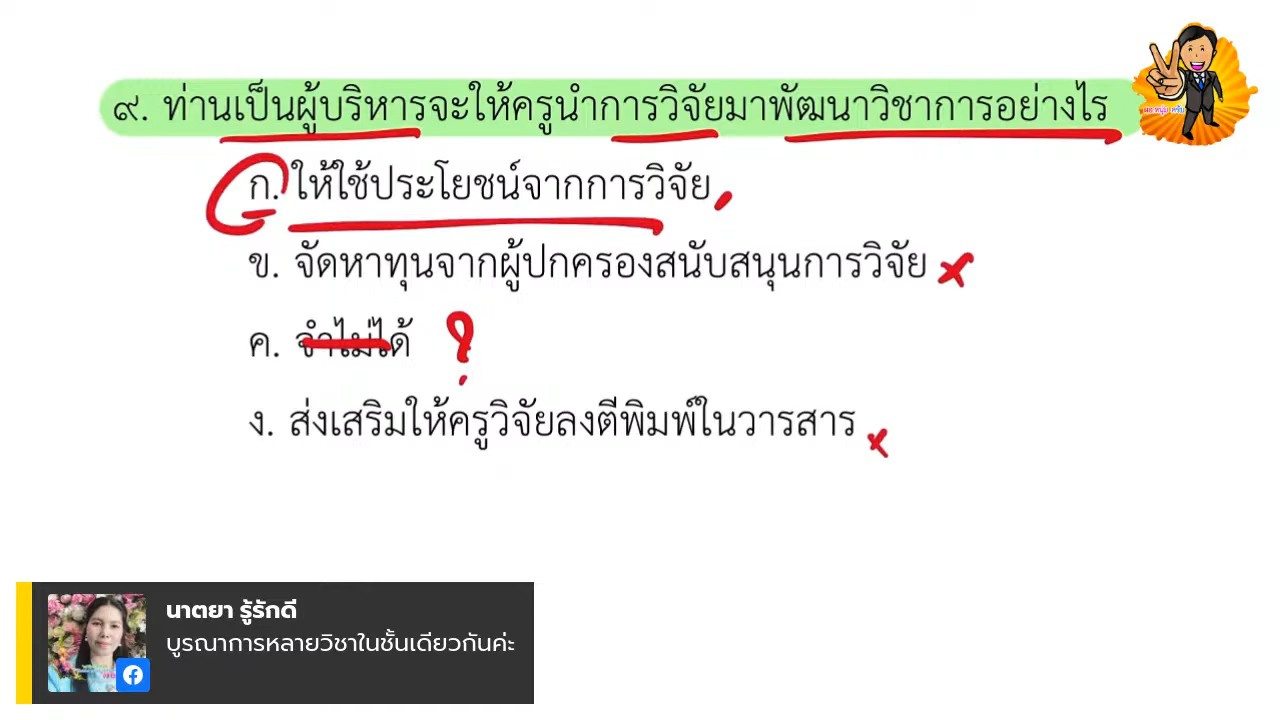 ๙. ท่านเป็นผู้บริหารจะให้ครูนำการวิจัยมาพัฒนาวิชาการอย่างไร
ก. ให้ใช้ประโยชน์จากการวิจัย
ข. จัดหาทุนจากผู้ปกครองสนับสนุนการวิจัย
ค. จำไม่ได้ ?
ง. ส่งเสริมให้ครูวิจัยลงตีพิมพ์ในวารสาร
นาตยา รู้รักดี
บูรณาการหลายวิชาในชั้นเดียวกันค่ะ